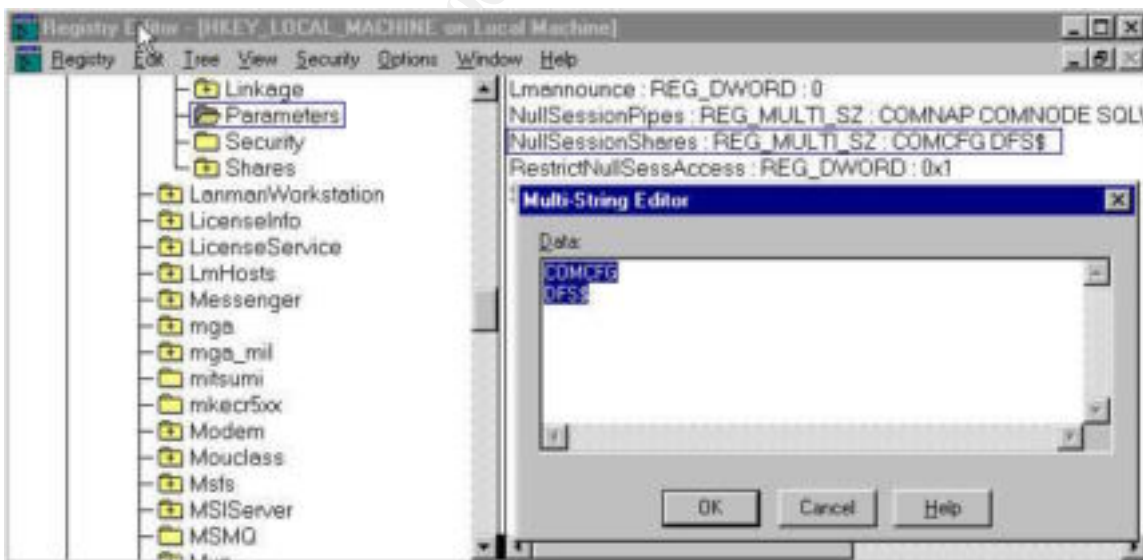 Registry Editor - [HKEY_LOCAL_MACHINE on Local Machine]
Registry Edit Tree View Security Options Window Help
Linkage
Parameters
Security
Shares
LanmanWorkstation
LicenseInfo
LicenseService
LmHosts
Messenger
mga
mga_mil
mitsumi
mkecr5xx
Modem
Mouclass
Msfs
MSIServer
MSMQ
Lmannounce : REG_DWORD : 0
NullSessionPipes : REG_MULTI_SZ : COMNAP COMNODE
NullSessionShares : REG_MULTI_SZ : COMCFG DFS$
RestrictNullSessAccess : REG_DWORD : 0x1
Multi-String Editor
Data:
COMCFG
DFS$
OK Cancel Help